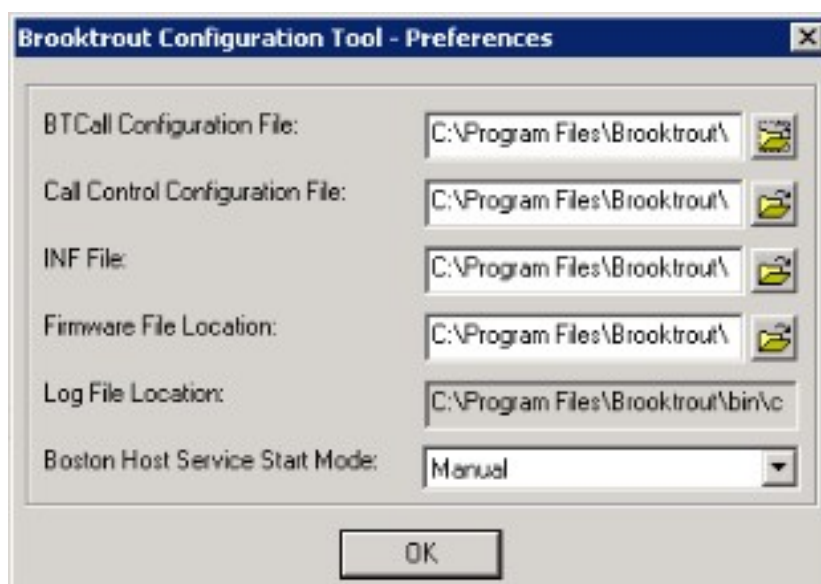 Brooktrout Configuration Tool - Preferences
BTCall Configuration File: C:\Program Files\Brooktrout\
Call Control Configuration File: C:\Program Files\Brooktrout\
INF File: C:\Program Files\Brooktrout\
Firmware File Location: C:\Program Files\Brooktrout\
Log File Location: C:\Program Files\Brooktrout\bin\c
Boston Host Service Start Mode: Manual
OK